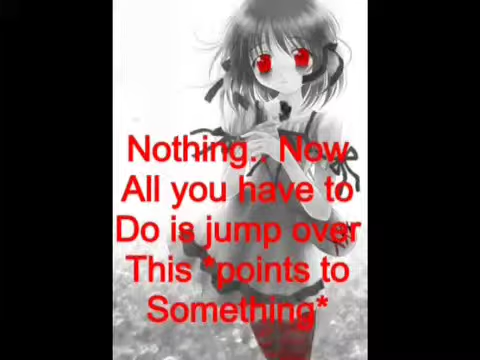 Nothing.. Now
All you have to
Do is jump over
This *points to
Something*